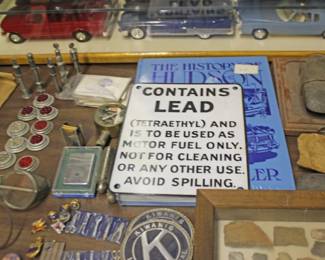 THE HISTORY
HUDSON
CONTAINS
LEAD
(TETRAETHYL) AND
IS TO BE USED AS
MOTOR FUEL ONLY.
NOT FOR CLEANING
OR ANY OTHER USE.
AVOID SPILLING.
KIWANIS
K